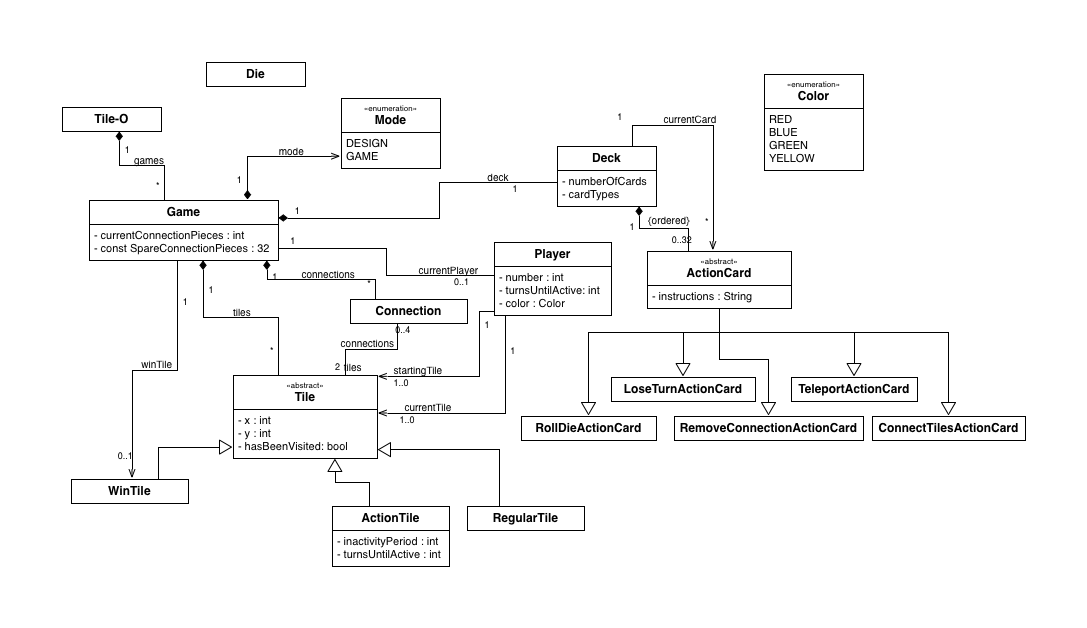 Die
Tile-O
1
games
*
«enumeration»
Mode
DESIGN
GAME
mode
1
«enumeration»
Color
RED
BLUE
GREEN
YELLOW
1
currentCard
*
Deck
- numberOfCards
- cardTypes
deck
1
1
1
{ordered}
0..32
Game
- currentConnectionPieces : int
- const SpareConnectionPieces : 32
1
currentPlayer
0..1
Player
- number : int
- turnsUntilActive: int
- color : Color
«abstract»
ActionCard
- instructions : String
1
connections
*
Connection
0..4
connections
2 tiles
1
tiles
*
1
winTile
0..1
1
startingTile
1..0
1
currentTile
1..0
«abstract»
Tile
- x : int
- y : int
- hasBeenVisited: bool
LoseTurnActionCard
TeleportActionCard
RollDieActionCard
RemoveConnectionActionCard
ConnectTilesActionCard
WinTile
ActionTile
- inactivityPeriod : int
- turnsUntilActive : int
RegularTile